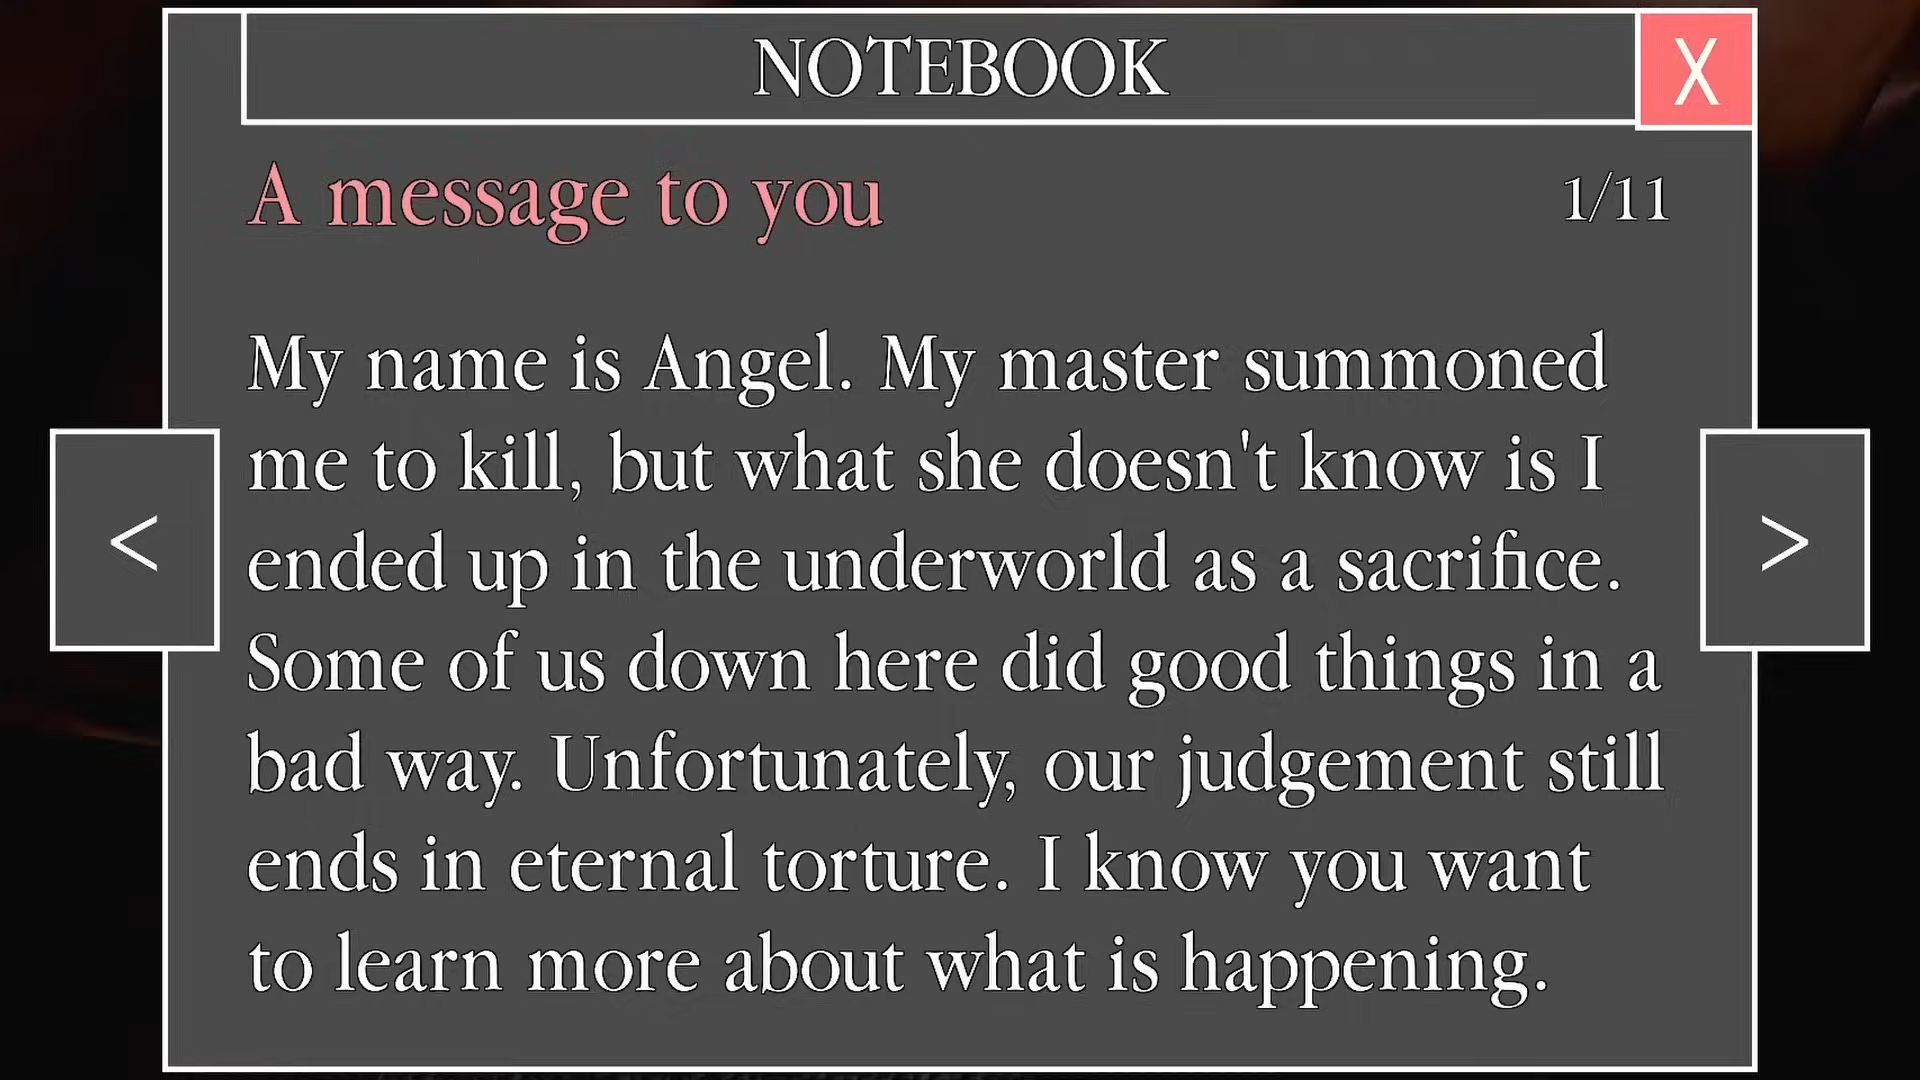 NOTEBOOK
X
A message to you
1/11
My name is Angel. My master summoned
me to kill, but what she doesn't know is I
ended up in the underworld as a sacrifice.
Some of us down here did good things in a
bad way. Unfortunately, our judgement still
ends in eternal torture. I know you want
to learn more about what is happening.
<
>